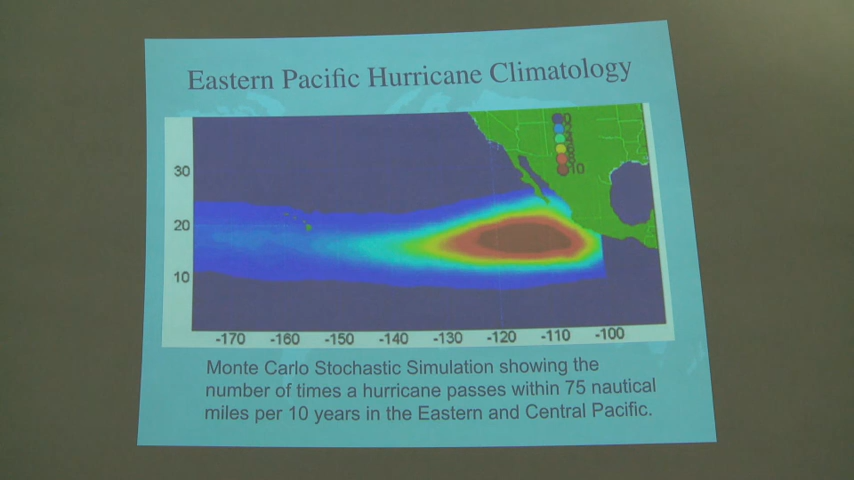 Eastern Pacific Hurricane Climatology
0
10
30
20
10
-170 -160 -150 -140 -130 -120 -110 -100
Monte Carlo Stochastic Simulation showing the
number of times a hurricane passes within 75 nautical
miles per 10 years in the Eastern and Central Pacific.